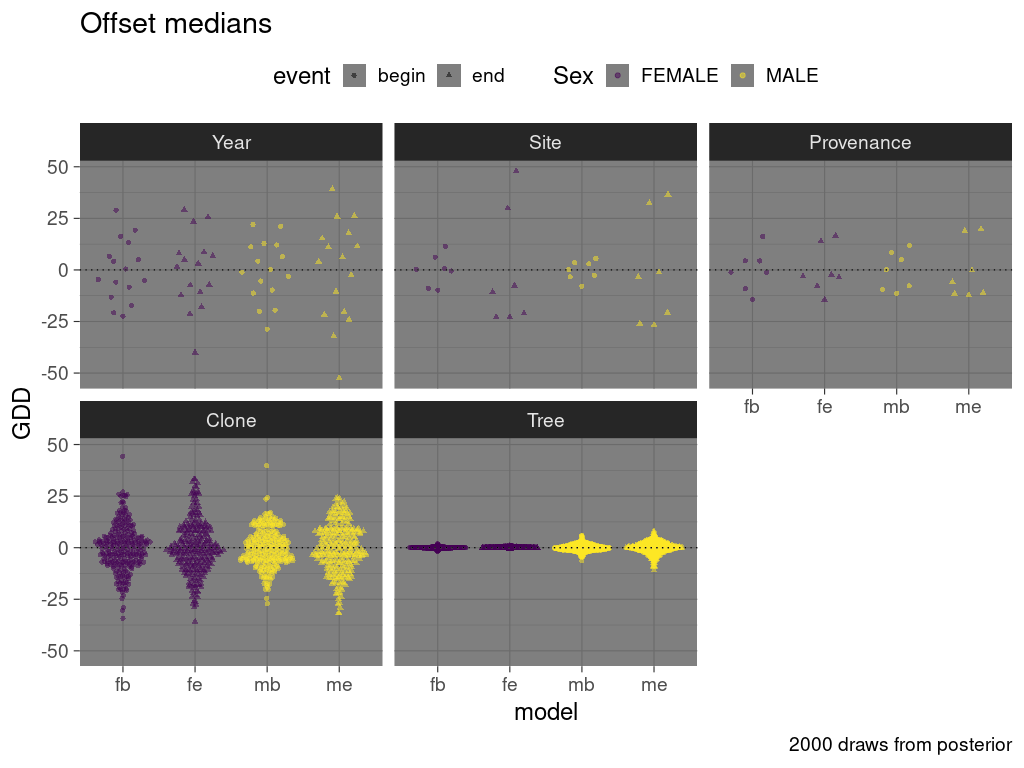 Offset medians
event begin end Sex FEMALE MALE
Year Site Provenance
50
25
0
-25
-50
fb fe mb me
GDD
Clone Tree
50
25
0
-25
-50
fb fe mb me fb fe mb me
model
2000 draws from posterior